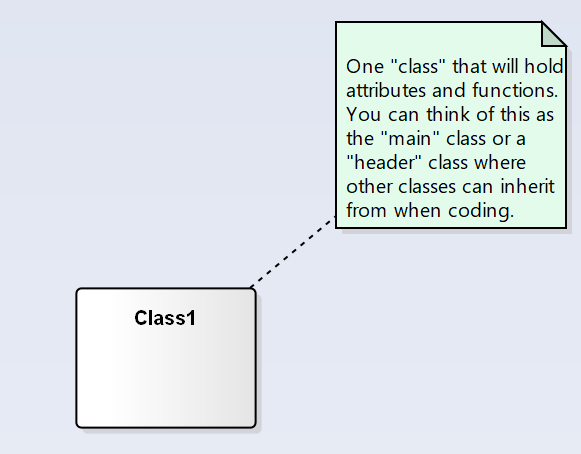 One "class" that will hold
attributes and functions.
You can think of this as
the "main" class or a
"header" class where
other classes can inherit
from when coding.
Class1